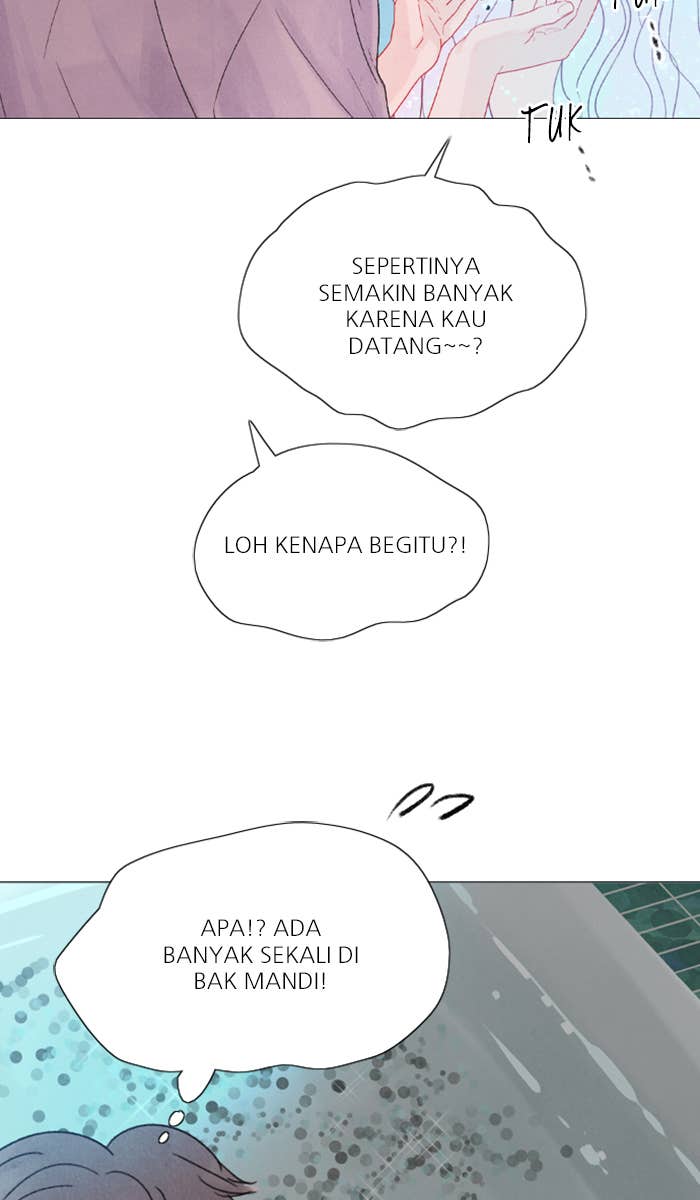 TUK
SEPERTINYA
SEMAKIN BANYAK
KARENA KAU
DATANG~~?
LOH KENAPA BEGITU?!
APA!? ADA
BANYAK SEKALI DI
BAK MANDI!